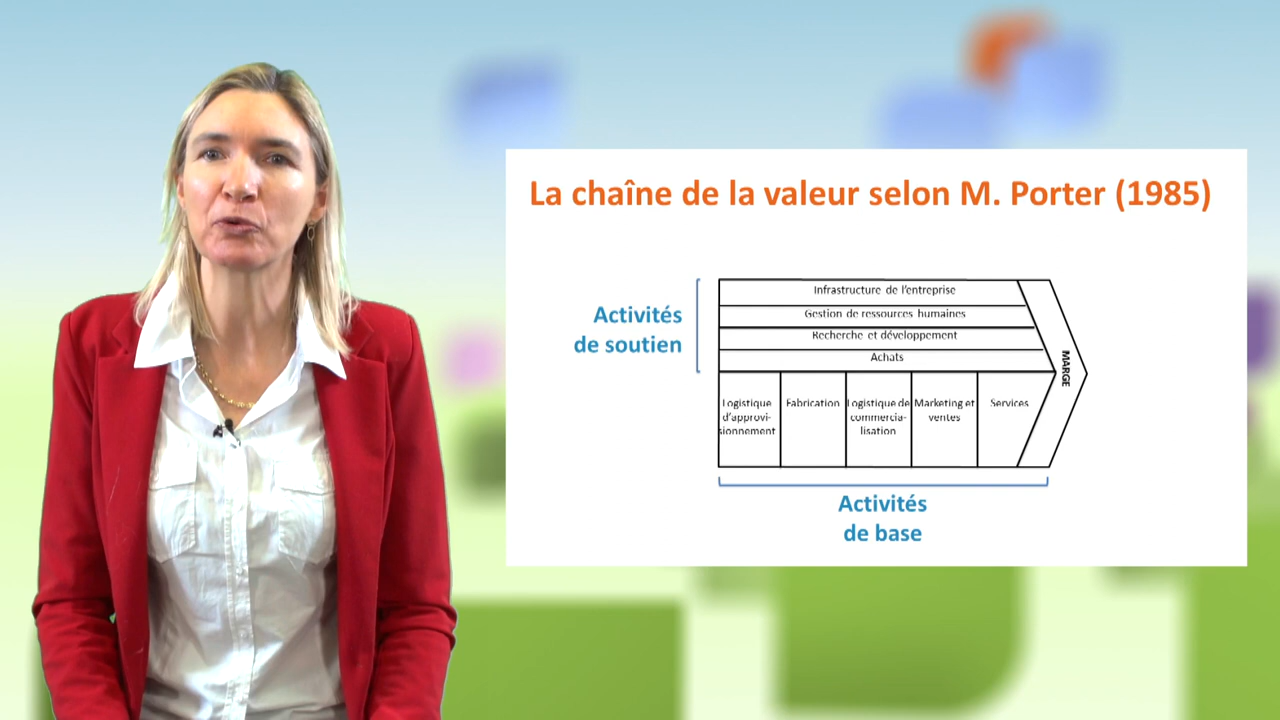 La chaîne de la valeur selon M. Porter (1985)
Activités
de soutien
Infrastructure de l'entreprise
Gestion de ressources humaines
Recherche et développement
Achats
Logistique
d'approvi-
sionnement
Fabrication
Logistique de
commercia-
lisation
Marketing et
ventes
Services
MARGE
Activités
de base